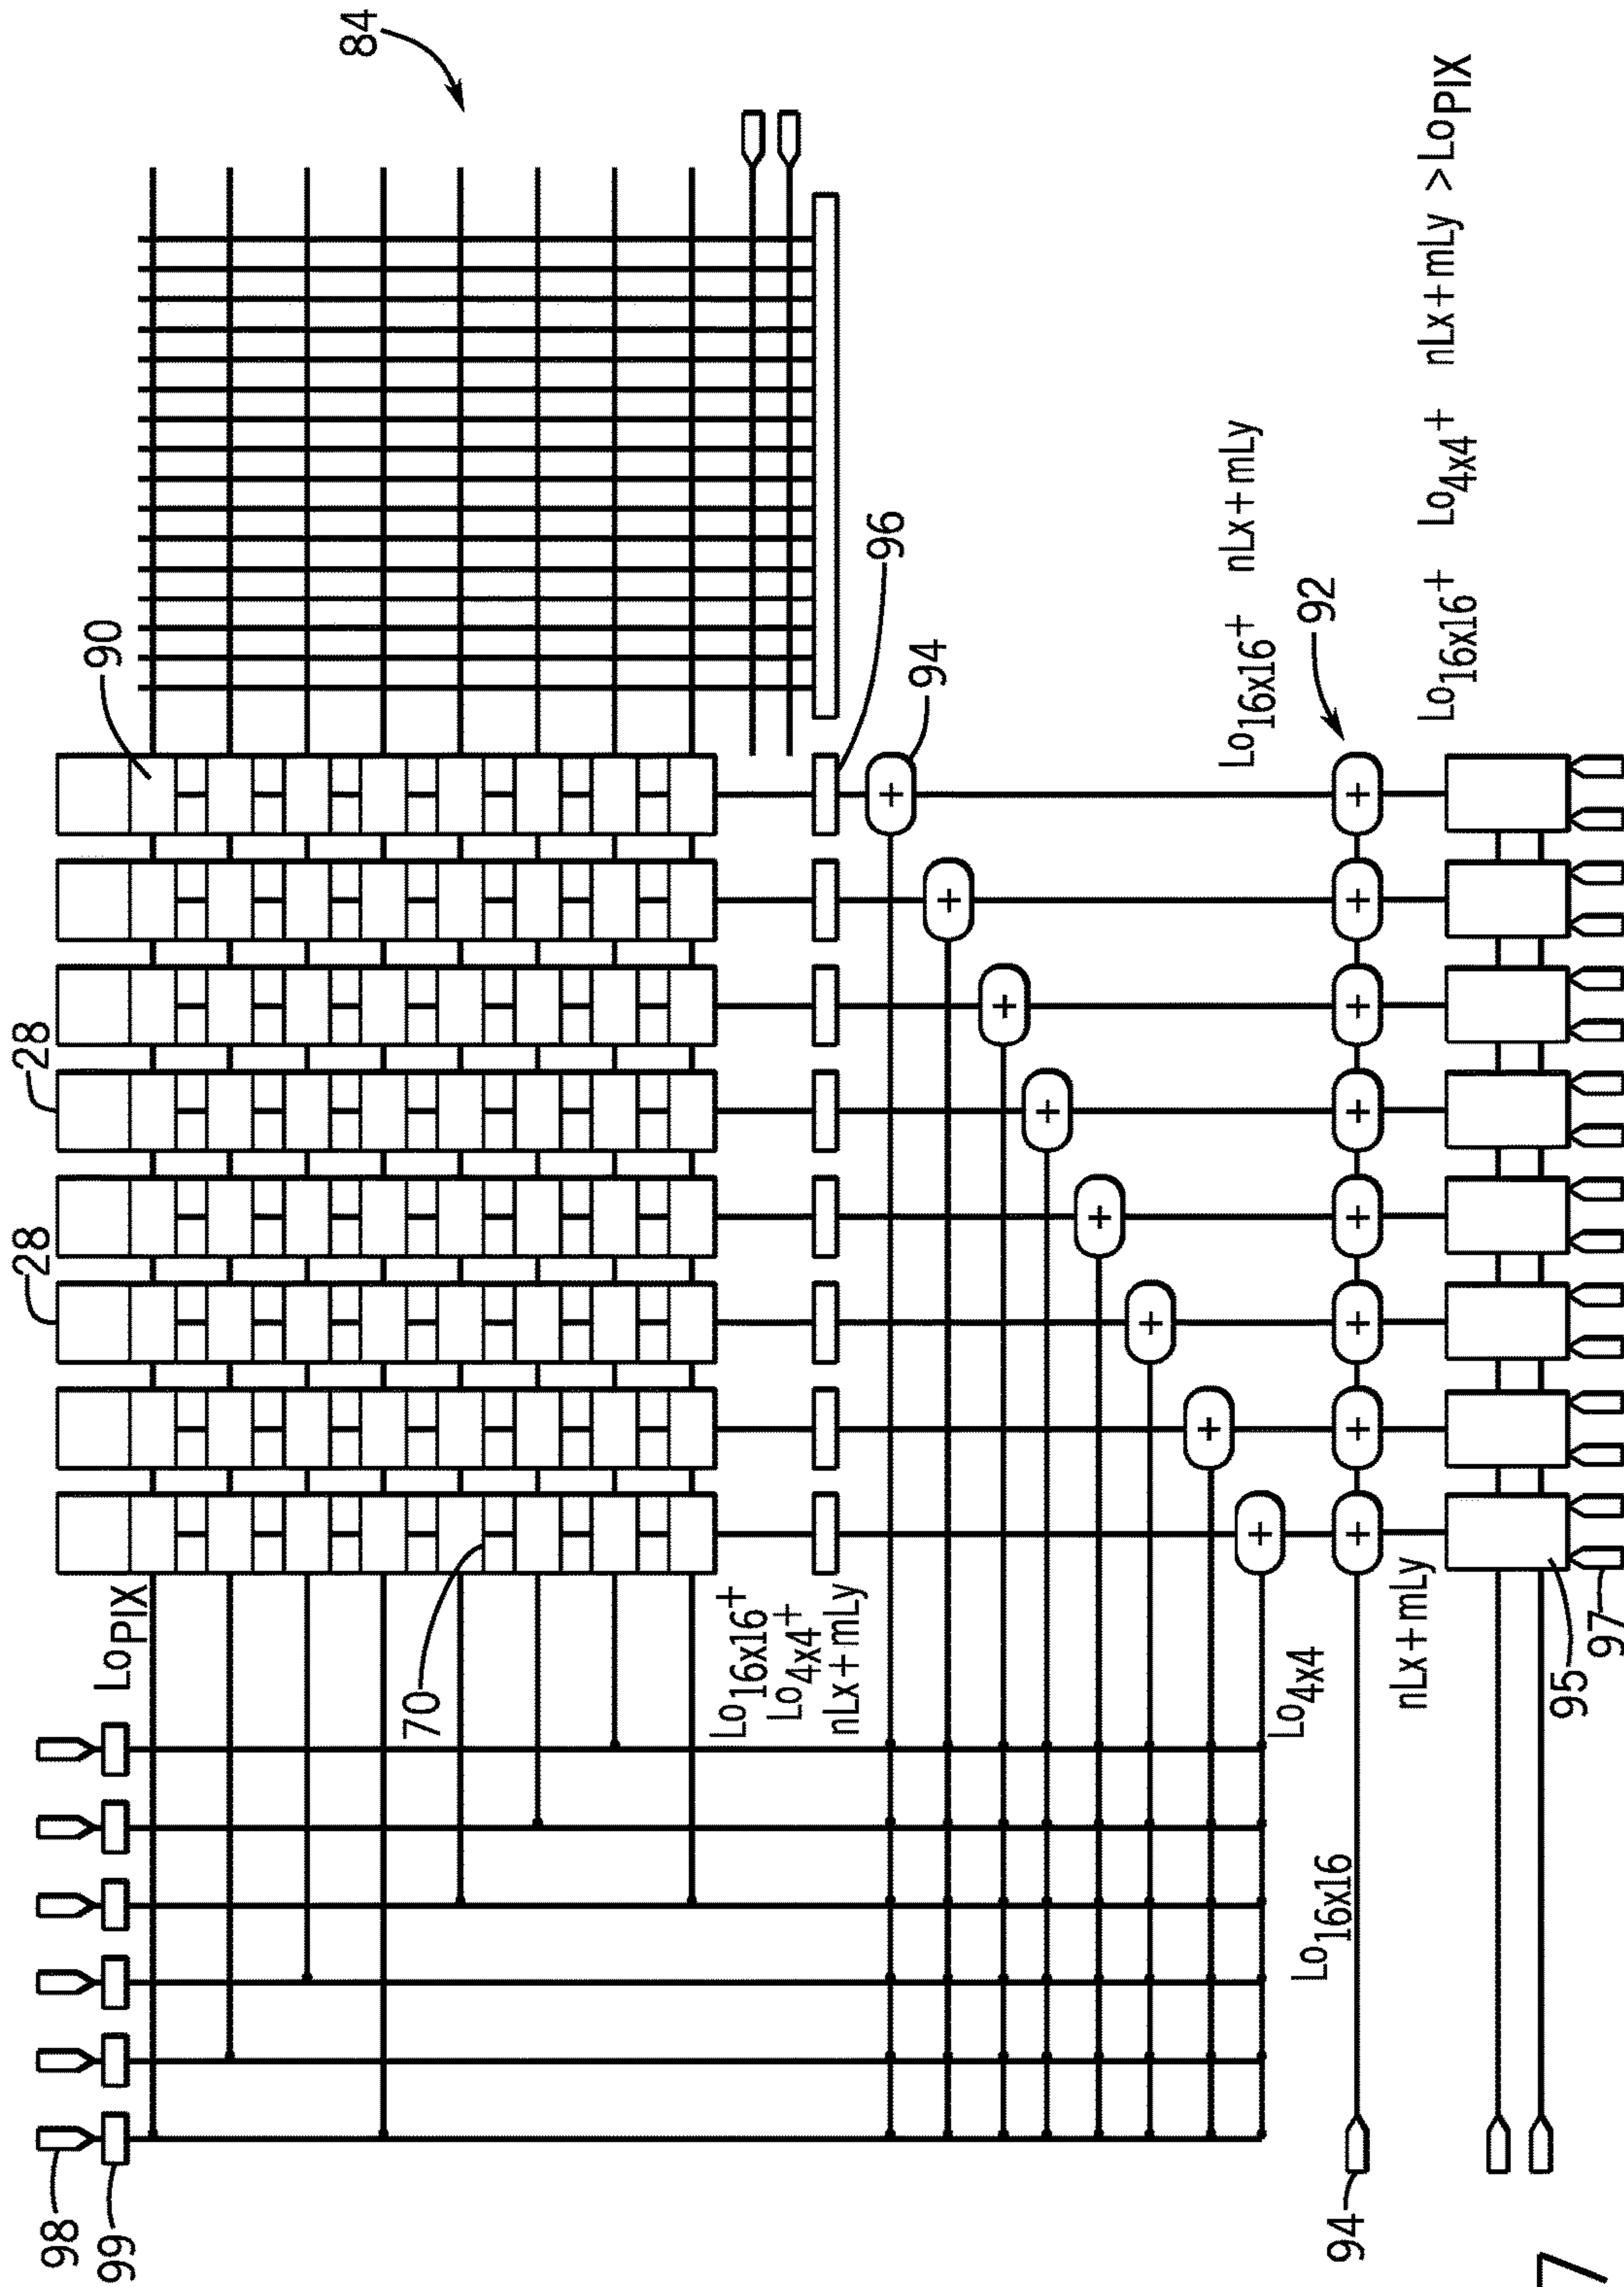 84
90
28
28
LoPIX
70
96
94
Lo16x16+
Lo4x4+
nLx+mLy
Lo16x16+ nLx+mLy
92
Lo4x4
Lo16x16
nLx+mLy
Lo16x16+ Lo4x4+ nLx+mLy >LoPIX
98
99
94
95
97
7